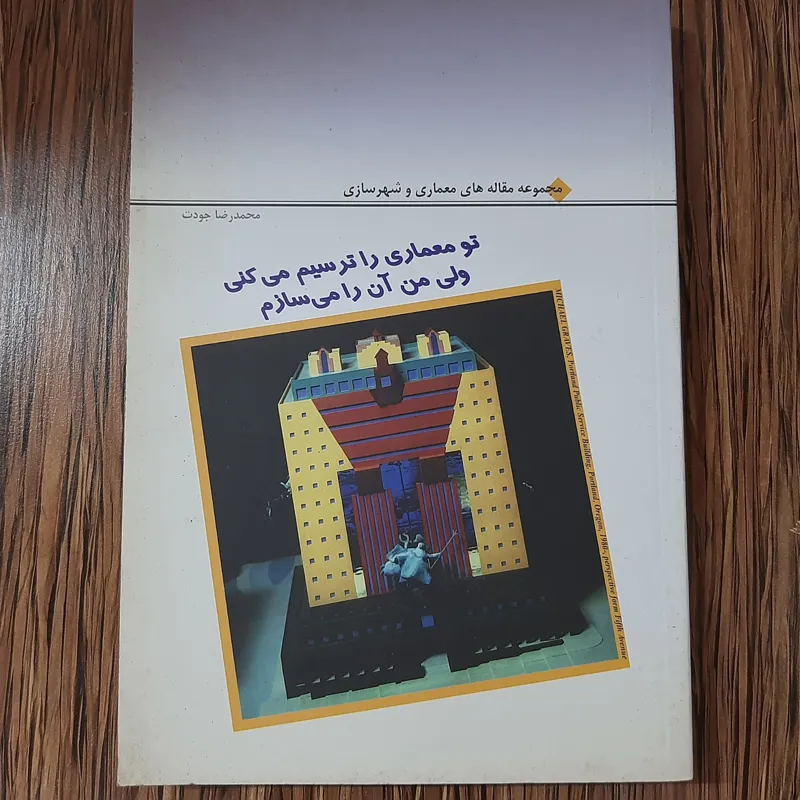 مجموعه مقاله های معماری و شهرسازی
محمدرضا جودت
تو معماری را ترسیم می‌کنی
ولی من آن را می‌سازم
MICHAEL GRAVES, Portland Public Service Building, Portland, Oregon, 1980, perspective form Fifth Avenue